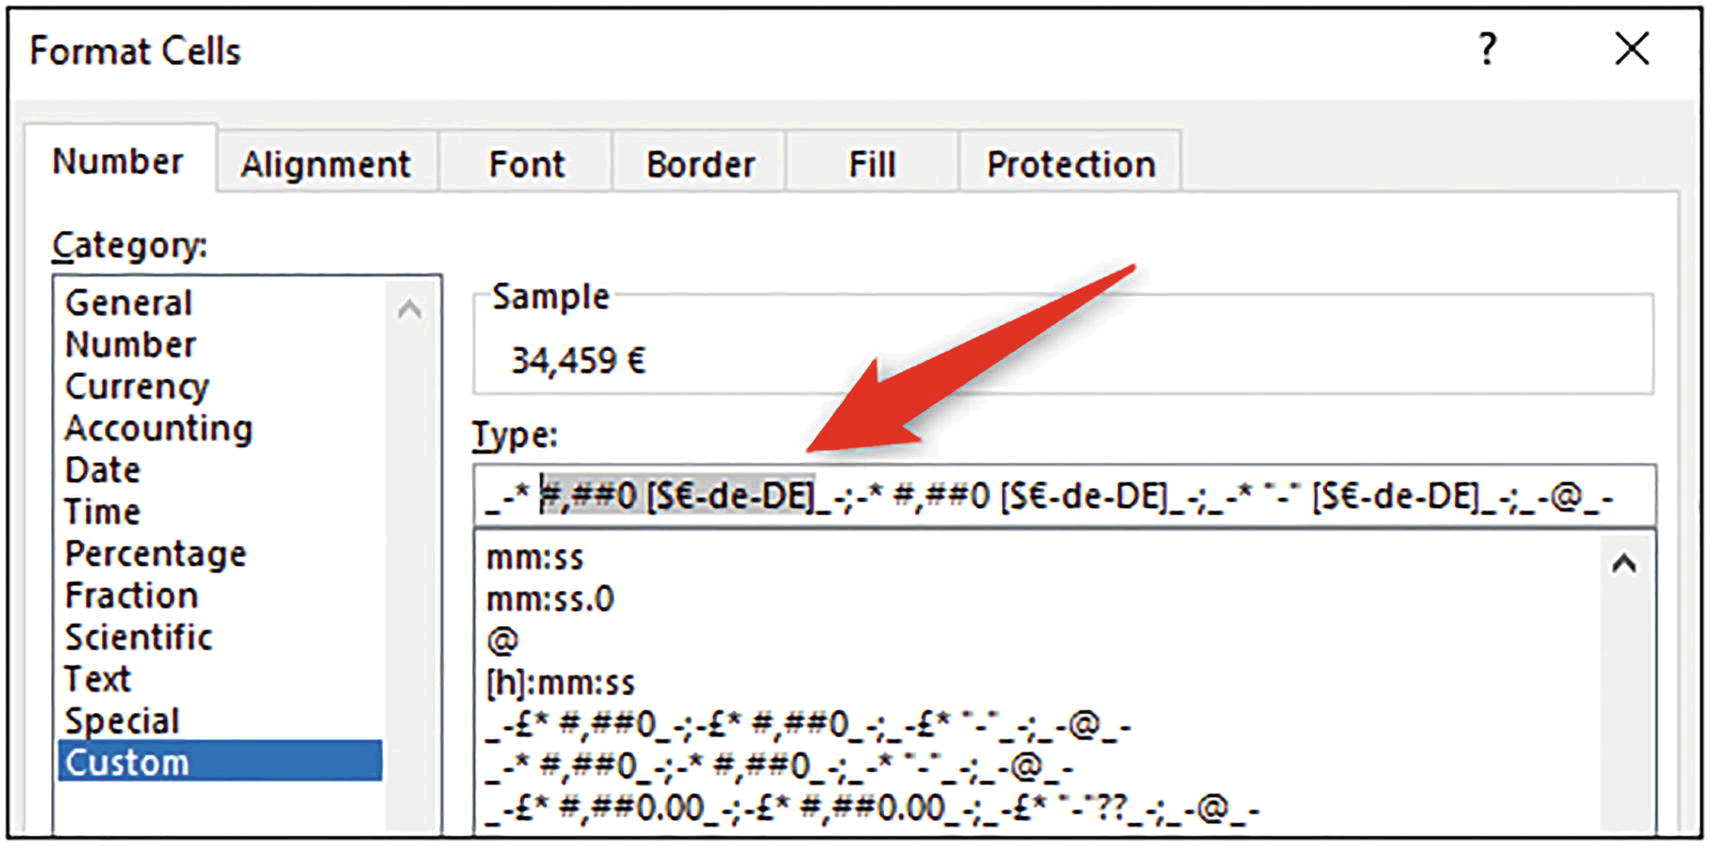 Format Cells ? X
Number Alignment Font Border Fill Protection
Category:
General
Number
Currency
Accounting
Date
Time
Percentage
Fraction
Scientific
Text
Special
Custom
Sample
34,459 €
Type:
_-* #,##0 [$€-de-DE]_-;-* #,##0 [$€-de-DE]_-;_-* "-" [$€-de-DE]_-;_-@_-
mm:ss
mm:ss.0
@
[h]:mm:ss
_-£* #,##0_-;-£* #,##0_-;_-£* "-"_-;_-@_-
_-* #,##0_-;-* #,##0_-;_-* "-"_-;_-@_-
_-£* #,##0.00_-;-£* #,##0.00_-;_-£* "-"??_-;_-@_-